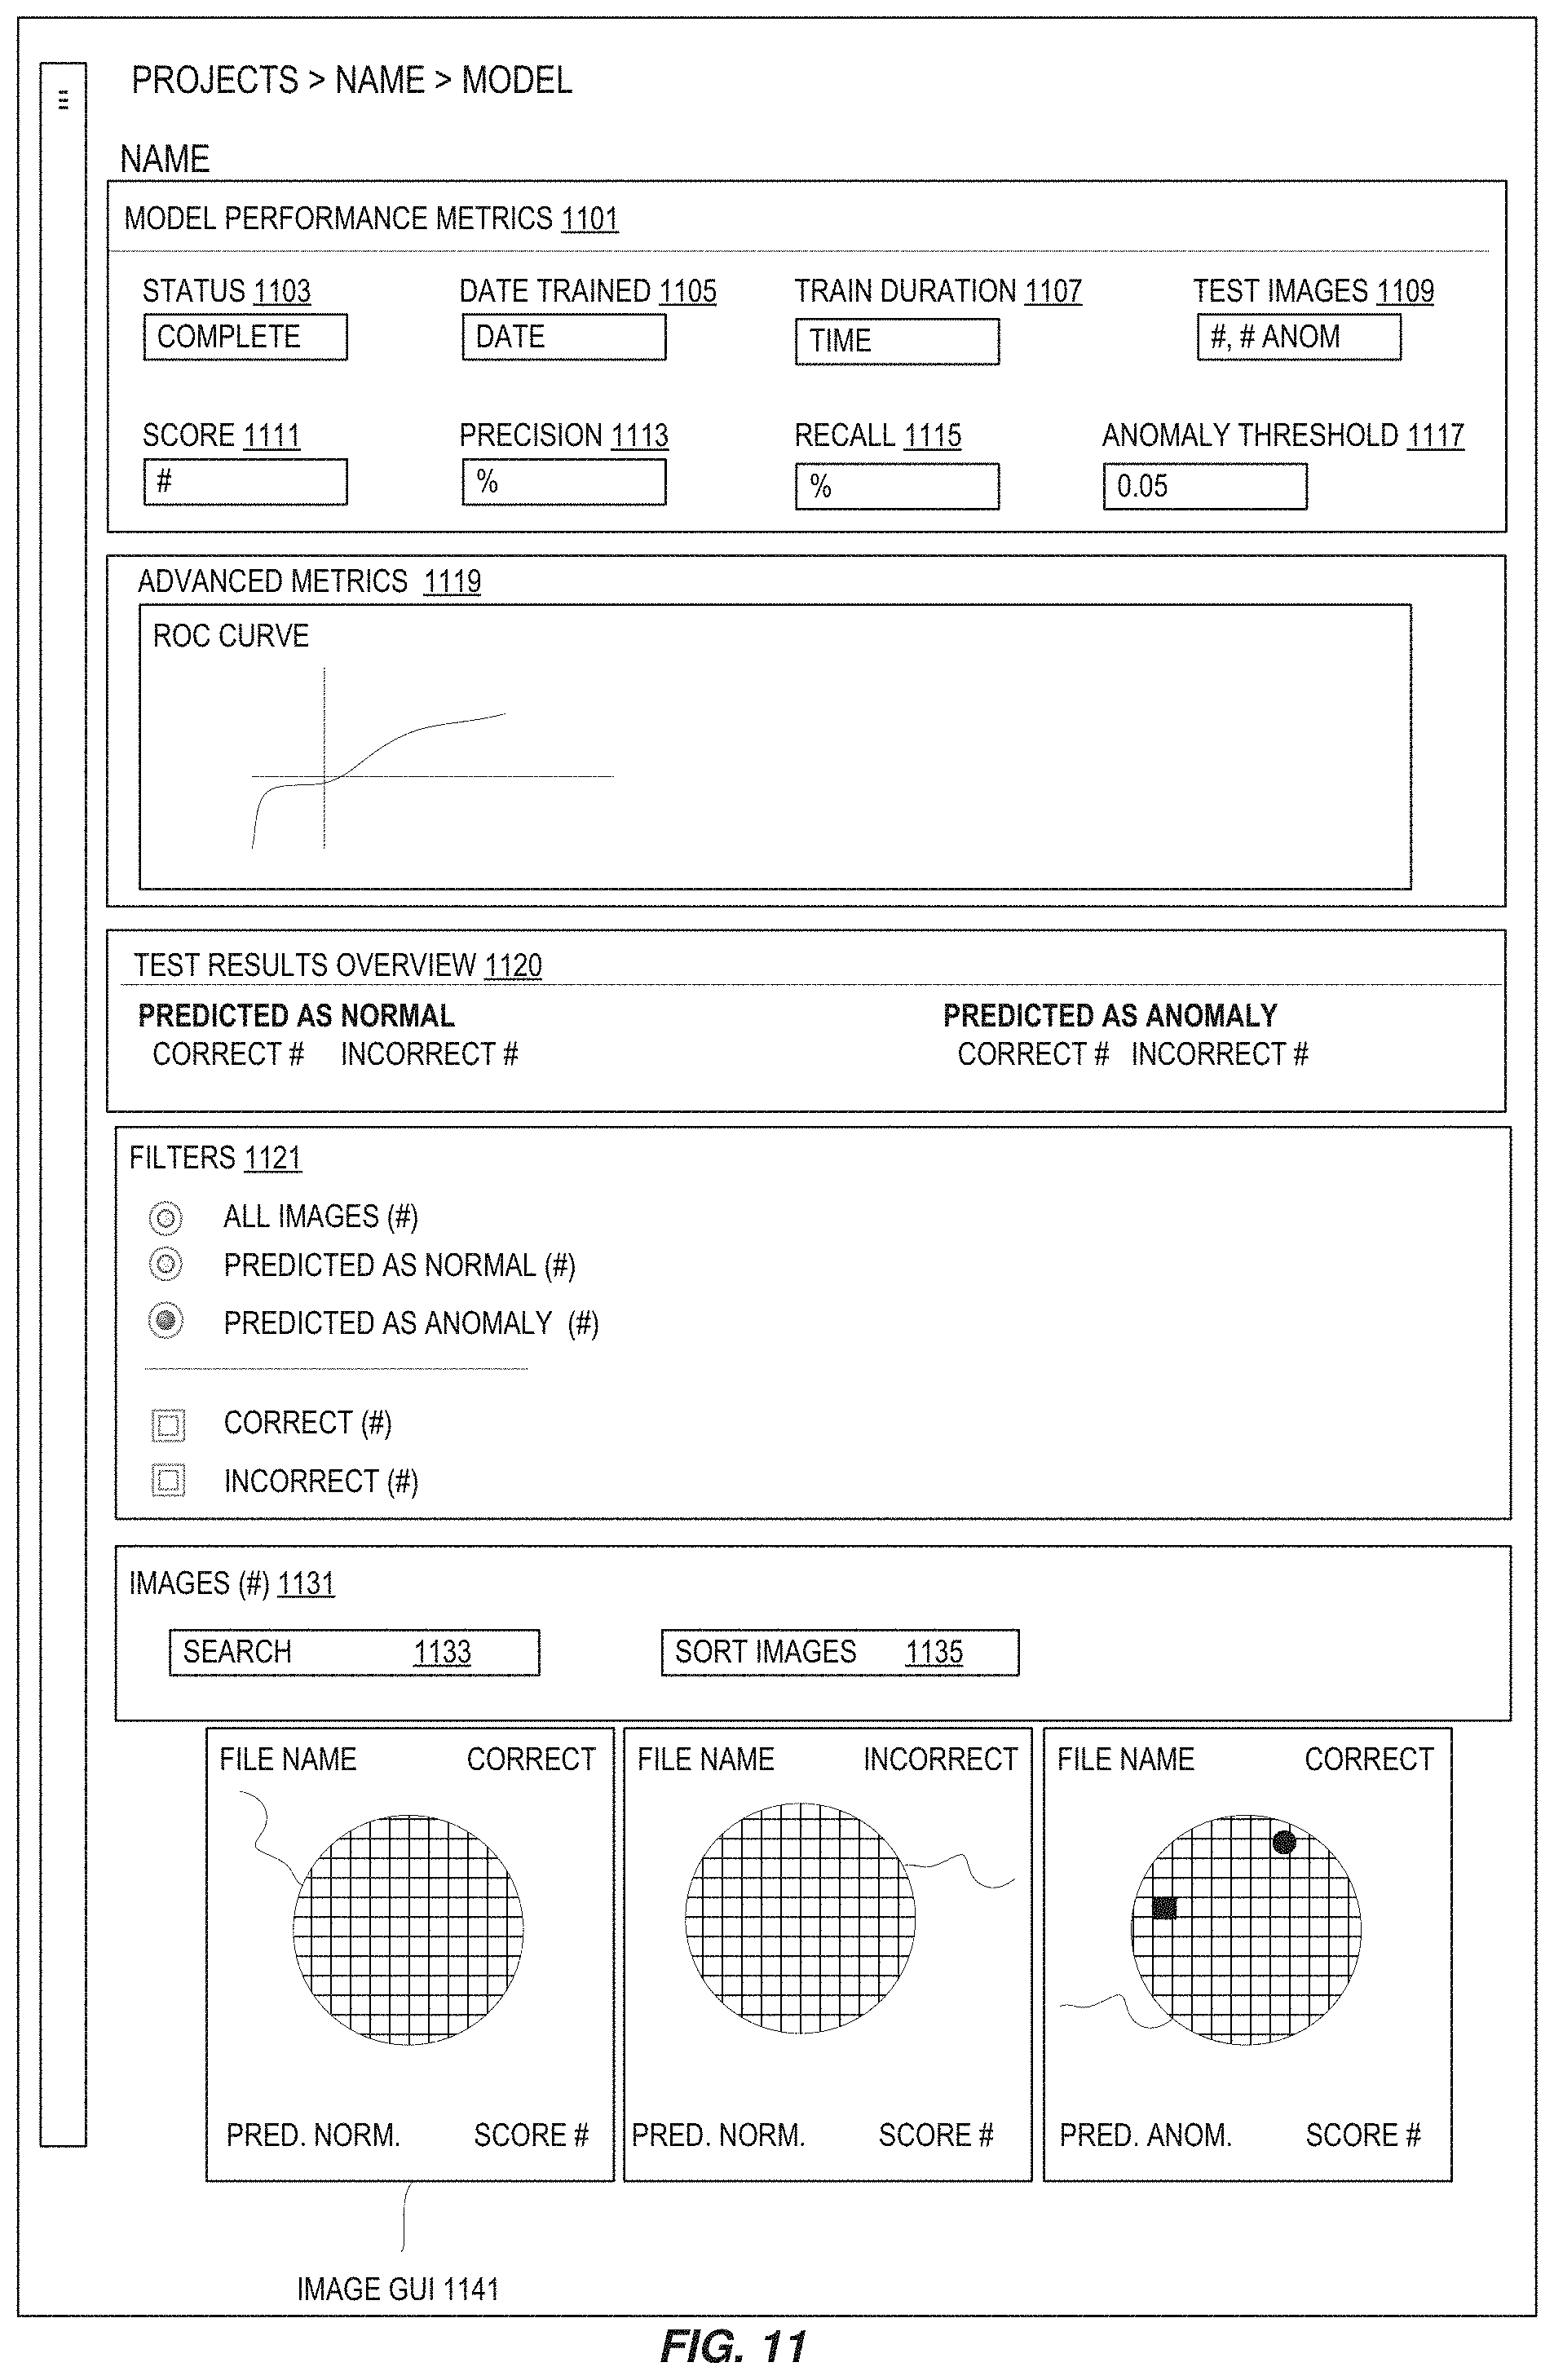 PROJECTS > NAME > MODEL
NAME
MODEL PERFORMANCE METRICS 1101
STATUS 1103 DATE TRAINED 1105 TRAIN DURATION 1107 TEST IMAGES 1109
COMPLETE DATE TIME #, # ANOM
SCORE 1111 PRECISION 1113 RECALL 1115 ANOMALY THRESHOLD 1117
# % % 0.05
ADVANCED METRICS 1119
ROC CURVE
TEST RESULTS OVERVIEW 1120
PREDICTED AS NORMAL PREDICTED AS ANOMALY
CORRECT # INCORRECT # CORRECT # INCORRECT #
FILTERS 1121
ALL IMAGES (#)
PREDICTED AS NORMAL (#)
PREDICTED AS ANOMALY (#)
CORRECT (#)
INCORRECT (#)
IMAGES (#) 1131
SEARCH 1133 SORT IMAGES 1135
FILE NAME CORRECT FILE NAME INCORRECT FILE NAME CORRECT
PRED. NORM. SCORE # PRED. NORM. SCORE # PRED. ANOM. SCORE #
IMAGE GUI 1141
FIG. 11